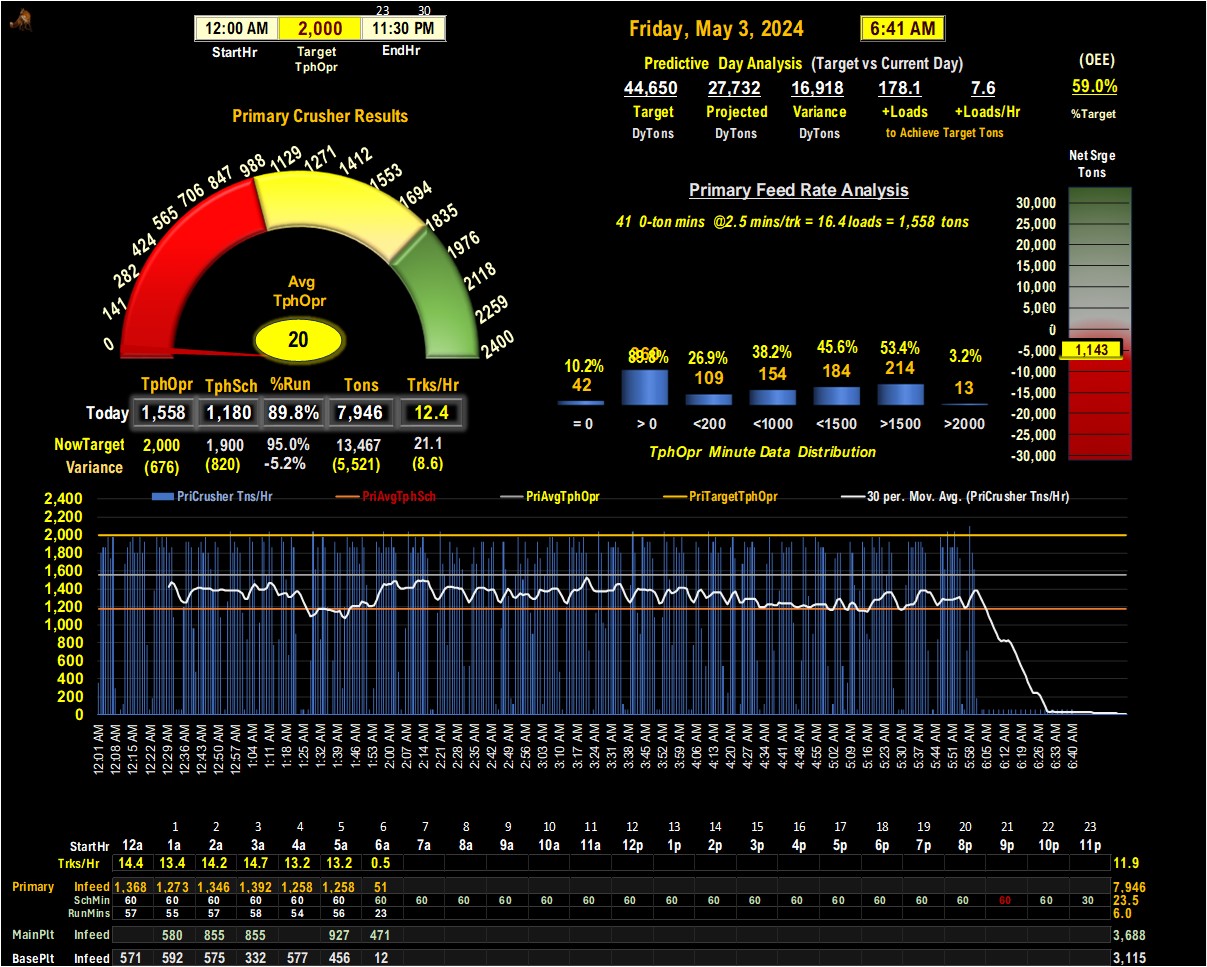 23 30
12:00 AM 2,000 11:30 PM
StartHr Target EndHr
TphOpr
Friday, May 3, 2024 6:41 AM
Predictive Day Analysis (Target vs Current Day)
44,650 27,732 16,918 178.1 7.6
Target Projected Variance +Loads +Loads/Hr
DyTons DyTons DyTons to Achieve Target Tons
(OEE)
59.0%
%Target
Primary Crusher Results
0 141 282 424 565 706 847 988 1129 1271 1412 1553 1694 1835 1976 2118 2259 2400
Avg
TphOpr
20
TphOpr TphSch %Run Tons Trks/Hr
Today 1,558 1,180 89.8% 7,946 12.4
NowTarget 2,000 1,900 95.0% 13,467 21.1
Variance (676) (820) -5.2% (5,521) (8.6)
Primary Feed Rate Analysis
41 0-ton mins @2.5 mins/trk = 16.4 loads = 1,558 tons
10.2% 89.8% 26.9% 38.2% 45.6% 53.4% 3.2%
42 109 154 184 214 13
= 0 > 0 <200 <1000 <1500 >1500 >2000
TphOpr Minute Data Distribution
Net Srge
Tons
30,000
25,000
20,000
15,000
10,000
5,000
0
-5,000
1,143
-10,000
-15,000
-20,000
-25,000
-30,000
PriCrusher Tns/Hr PriAvgTphSch PriAvgTphOpr PriTargetTphOpr 30 per. Mov. Avg. (PriCrusher Tns/Hr)
2,400
2,200
2,000
1,800
1,600
1,400
1,200
1,000
800
600
400
200
0
12:01 AM 12:08 AM 12:15 AM 12:22 AM 12:29 AM 12:36 AM 12:43 AM 12:50 AM 12:57 AM 1:04 AM 1:11 AM 1:18 AM 1:25 AM 1:32 AM 1:39 AM 1:46 AM 1:53 AM 2:00 AM 2:07 AM 2:14 AM 2:21 AM 2:28 AM 2:35 AM 2:42 AM 2:49 AM 2:56 AM 3:03 AM 3:10 AM 3:17 AM 3:24 AM 3:31 AM 3:38 AM 3:45 AM 3:52 AM 3:59 AM 4:06 AM 4:13 AM 4:20 AM 4:27 AM 4:34 AM 4:41 AM 4:48 AM 4:55 AM 5:02 AM 5:09 AM 5:16 AM 5:23 AM 5:30 AM 5:37 AM 5:44 AM 5:51 AM 5:58 AM 6:05 AM 6:12 AM 6:19 AM 6:26 AM 6:33 AM 6:40 AM
1 2 3 4 5 6 7 8 9 10 11 12 13 14 15 16 17 18 19 20 21 22 23
StartHr 12a 1a 2a 3a 4a 5a 6a 7a 8a 9a 10a 11a 12p 1p 2p 3p 4p 5p 6p 7p 8p 9p 10p 11p
Trks/Hr 14.4 13.4 14.2 14.7 13.2 13.2 0.5 11.9
Primary Infeed 1,368 1,273 1,346 1,392 1,258 1,258 51 7,946
SchMin 60 60 60 60 60 60 60 60 60 60 60 60 60 60 60 60 60 60 60 60 60 60 60 30 23.5
RunMins 57 55 57 58 54 56 23 6.0
MainPlt Infeed 580 855 855 927 471 3,688
BasePlt Infeed 571 592 575 332 577 456 12 3,115